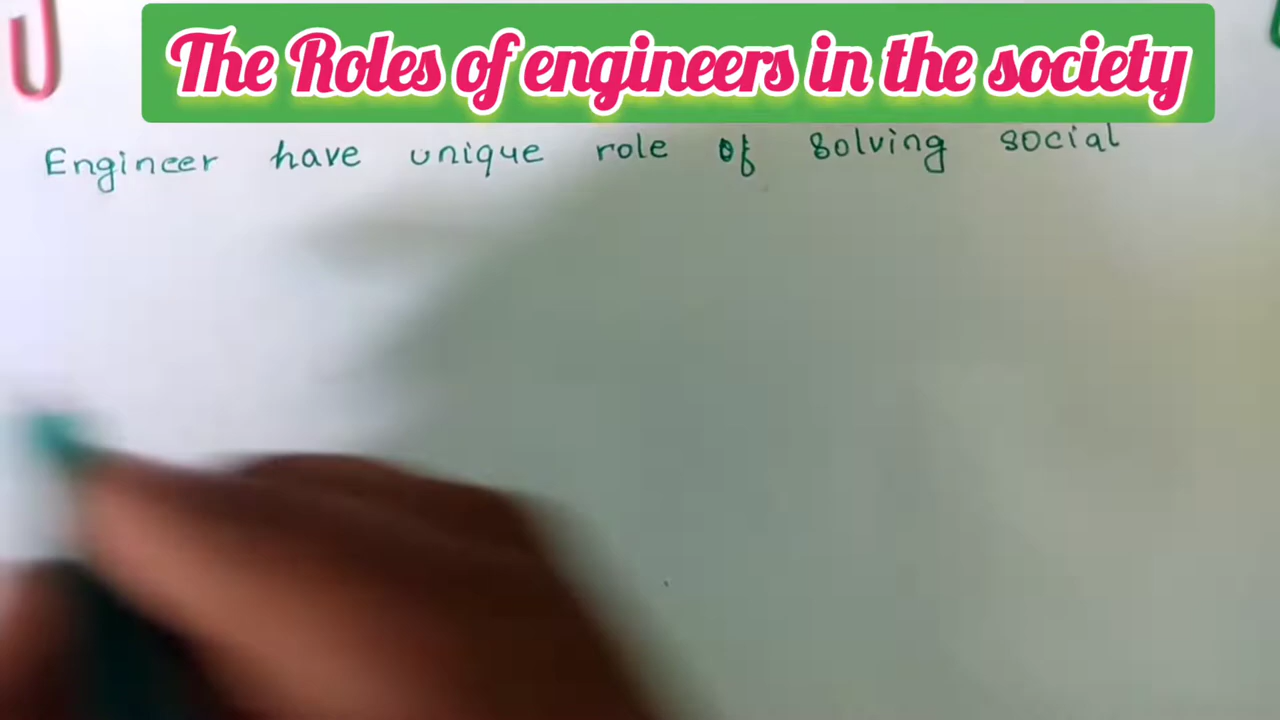 The Roles of engineers in the society
Engineer have unique role of solving social